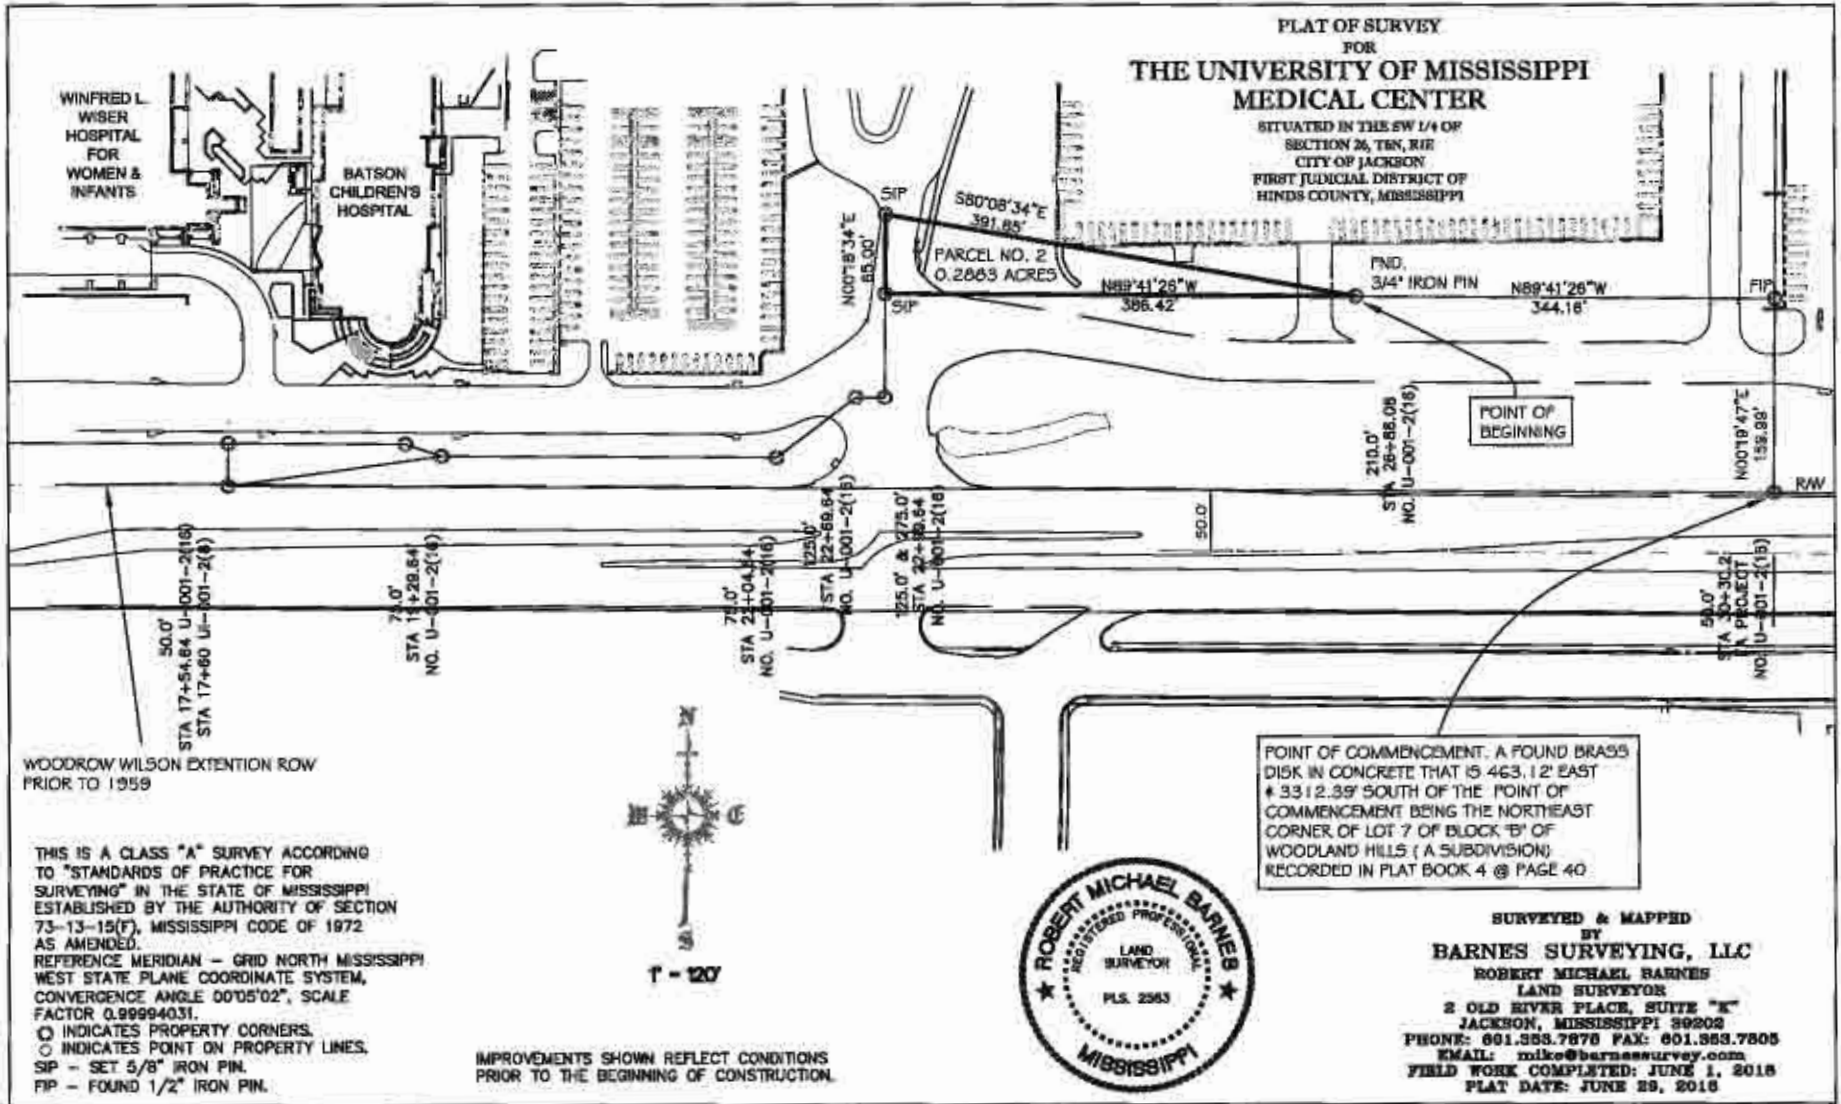 PLAT OF SURVEY
FOR
THE UNIVERSITY OF MISSISSIPPI
MEDICAL CENTER
SITUATED IN THE SW 1/4 OF
SECTION 26, T6N, R1E
CITY OF JACKSON
FIRST JUDICIAL DISTRICT OF
HINDS COUNTY, MISSISSIPPI
WINFRED L.
WISER
HOSPITAL
FOR
WOMEN &
INFANTS
BATSON
CHILDREN'S
HOSPITAL
SIP
S80°08'34"E
391.85'
N00°18'34"E
65.00'
PARCEL NO. 2
0.2883 ACRES
SIP
N89°41'26"W
386.42'
FND.
3/4" IRON PIN
N89°41'26"W
344.16'
FIP
POINT OF
BEGINNING
N00°19'47"E
159.99'
R/W
210.0'
STA 26+86.06
NO. U-001-2(16)
50.0'
50.0'
STA 17+54.64 U-001-2(16)
STA 17+60 UI-001-2(8)
75.0'
STA 19+29.64
NO. U-001-2(16)
75.0'
STA 22+04.64
NO. U-001-2(16)
125.0'
STA 22+69.64
NO. U-001-2(16)
125.0' & 275.0'
STA 22+99.64
NO. U-001-2(16)
50.0'
STA 30+30.2
FA PROJECT
NO. U-001-2(16)
WOODROW WILSON EXTENTION ROW
PRIOR TO 1959
N
W
E
S
1" = 120'
POINT OF COMMENCEMENT. A FOUND BRASS
DISK IN CONCRETE THAT IS 463.12' EAST
& 3312.39' SOUTH OF THE POINT OF
COMMENCEMENT BEING THE NORTHEAST
CORNER OF LOT 7 OF BLOCK "B" OF
WOODLAND HILLS ( A SUBDIVISION)
RECORDED IN PLAT BOOK 4 @ PAGE 40
THIS IS A CLASS "A" SURVEY ACCORDING
TO "STANDARDS OF PRACTICE FOR
SURVEYING" IN THE STATE OF MISSISSIPPI
ESTABLISHED BY THE AUTHORITY OF SECTION
73-13-15(F), MISSISSIPPI CODE OF 1972
AS AMENDED.
REFERENCE MERIDIAN - GRID NORTH MISSISSIPPI
WEST STATE PLANE COORDINATE SYSTEM,
CONVERGENCE ANGLE 00°05'02", SCALE
FACTOR 0.99994031.
INDICATES PROPERTY CORNERS.
INDICATES POINT ON PROPERTY LINES.
SIP - SET 5/8" IRON PIN.
FIP - FOUND 1/2" IRON PIN.
IMPROVEMENTS SHOWN REFLECT CONDITIONS
PRIOR TO THE BEGINNING OF CONSTRUCTION.
ROBERT MICHAEL BARNES
REGISTERED PROFESSIONAL
LAND
SURVEYOR
PLS. 2563
MISSISSIPPI
SURVEYED & MAPPED
BY
BARNES SURVEYING, LLC
ROBERT MICHAEL BARNES
LAND SURVEYOR
2 OLD RIVER PLACE, SUITE "K"
JACKSON, MISSISSIPPI 39202
PHONE: FAX:
EMAIL: mike@barnessurvey.com
FIELD WORK COMPLETED: JUNE 1,
PLAT DATE: JUNE 29,